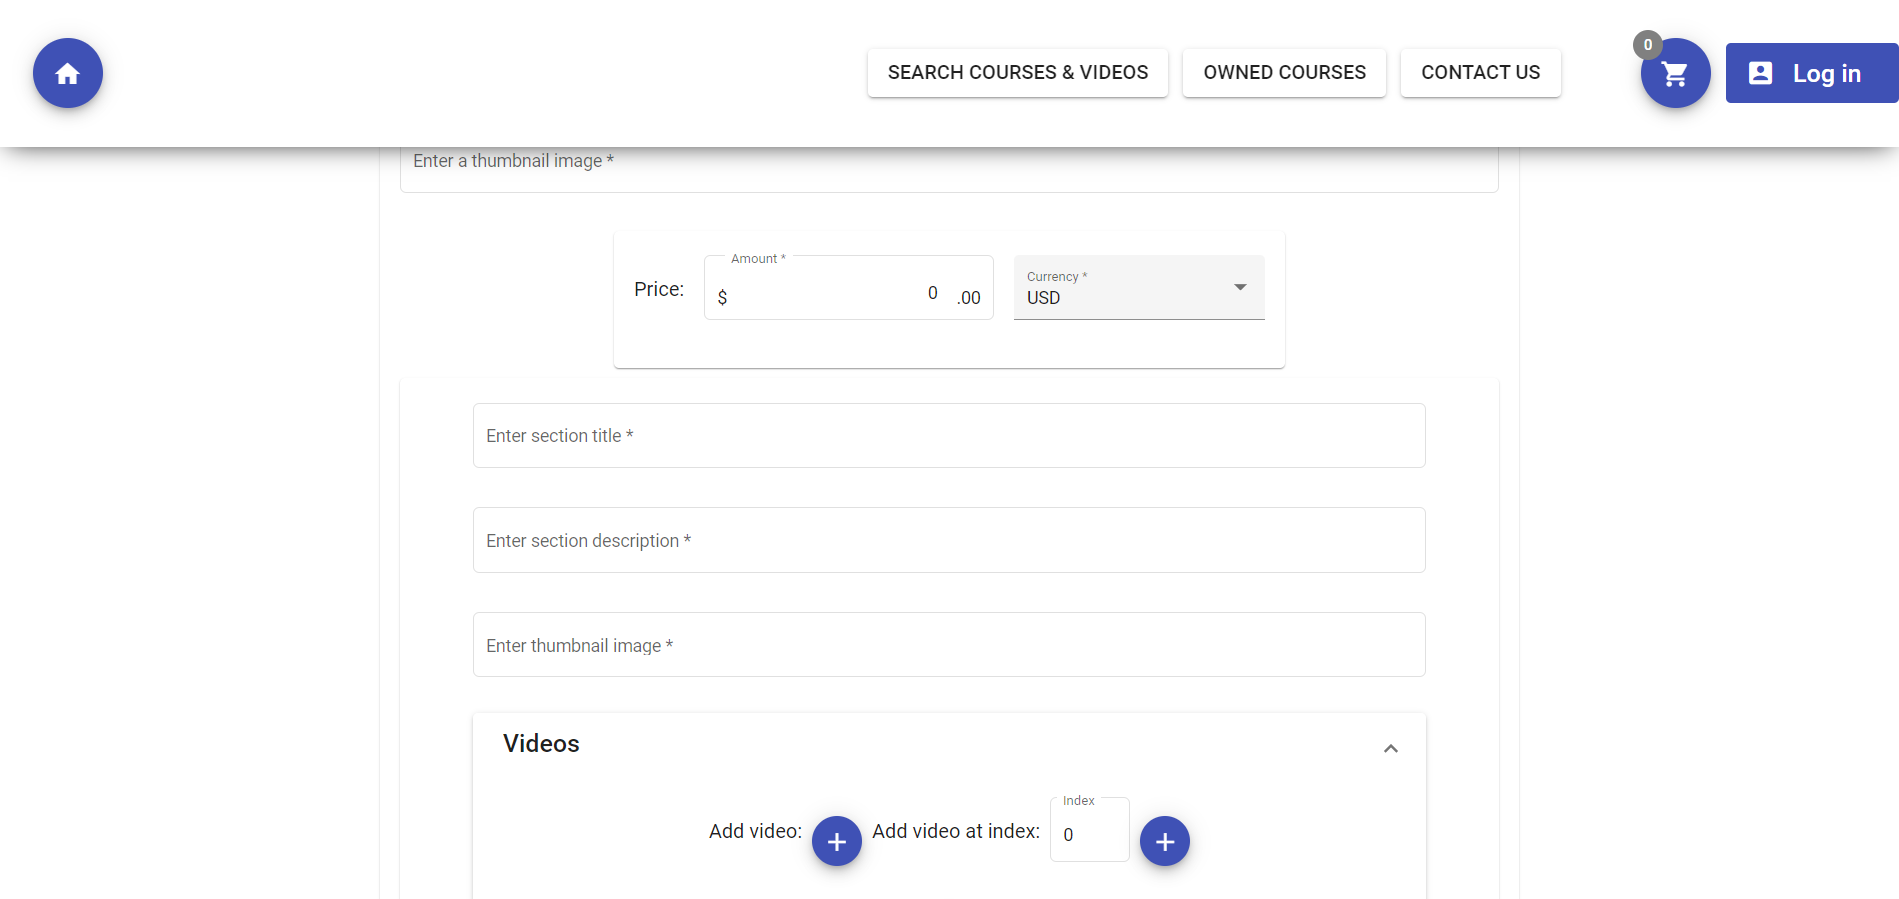 SEARCH COURSES & VIDEOS
OWNED COURSES
CONTACT US
0
Log in
Enter a thumbnail image *
Price:
Amount *
$ 0 .00
Currency *
USD
Enter section title *
Enter section description *
Enter thumbnail image *
Videos
Add video:
Add video at index:
Index
0